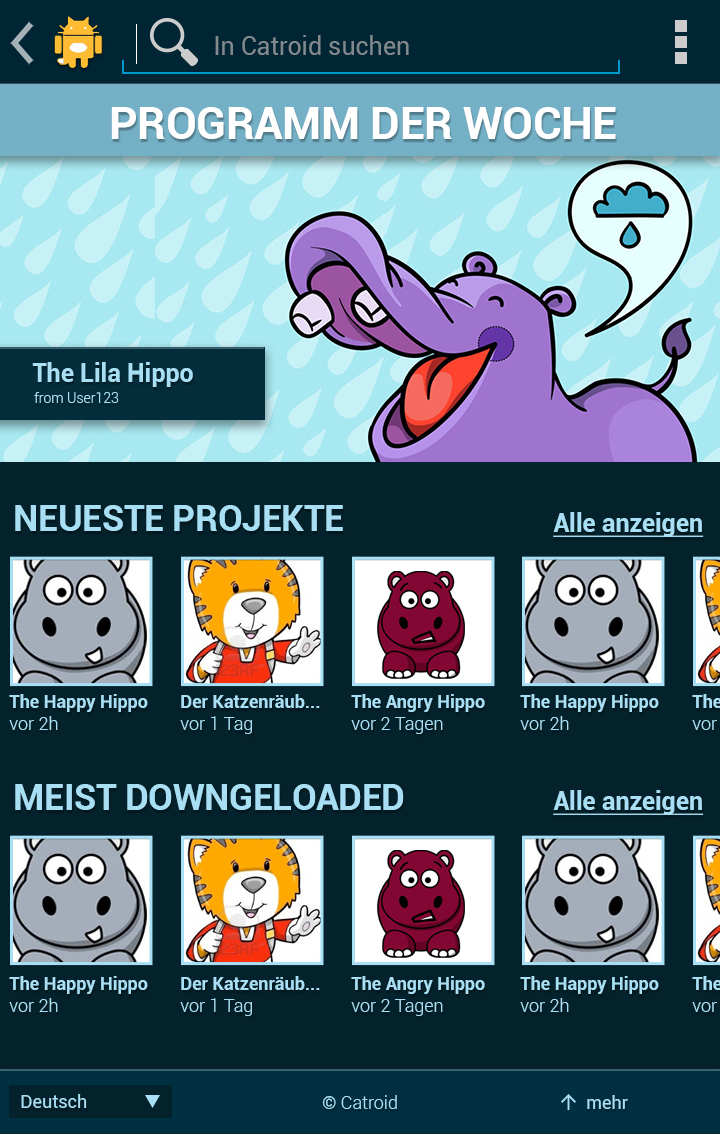 In Catroid suchen
PROGRAMM DER WOCHE
The Lila Hippo
from User123
NEUESTE PROJEKTE
Alle anzeigen
The Happy Hippo
vor 2h
Der Katzenräub...
vor 1 Tag
The Angry Hippo
vor 2 Tagen
The Happy Hippo
vor 2h
The
vor
MEIST DOWNGELOADED
Alle anzeigen
The Happy Hippo
vor 2h
Der Katzenräub...
vor 1 Tag
The Angry Hippo
vor 2 Tagen
The Happy Hippo
vor 2h
The
vor
Deutsch
© Catroid
mehr